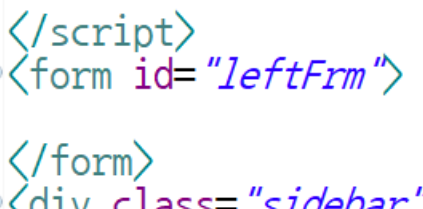 </script>
<form id="leftFrm">
</form>
<div class="sidebar"